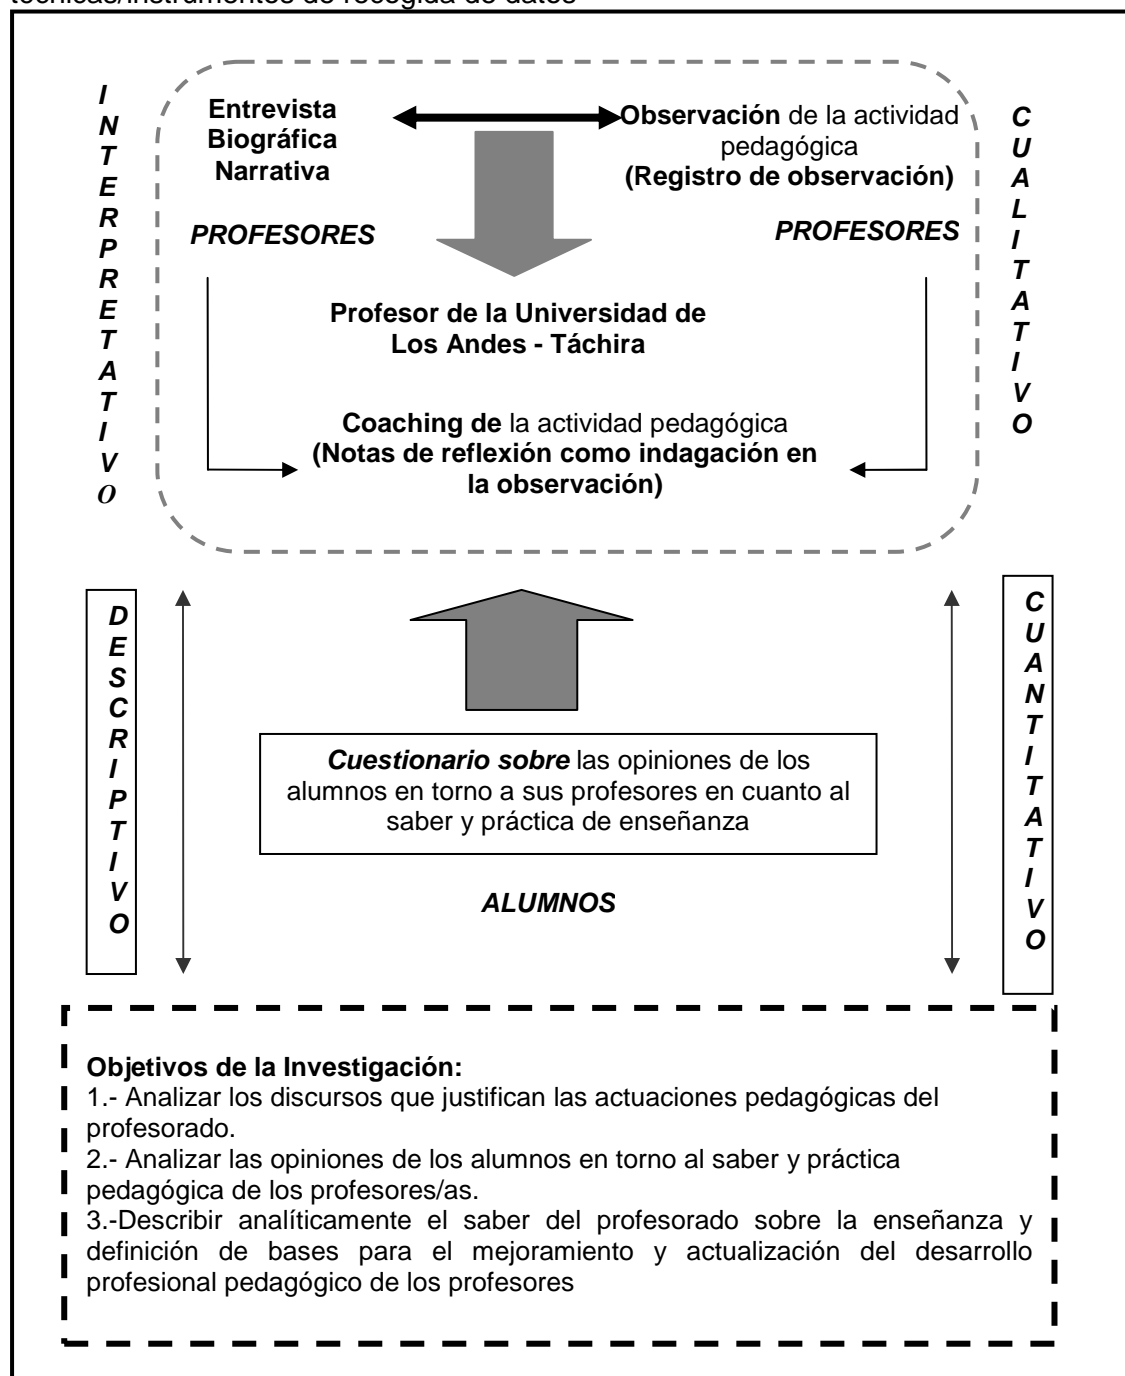 técnicas/instrumentos de recogida de datos
INTERPRETATIVO
Entrevista
Biográfica
Narrativa
PROFESORES
Observación de la actividad
pedagógica
(Registro de observación)
PROFESORES
CUALITATIVO
Profesor de la Universidad de
Los Andes - Táchira
Coaching de la actividad pedagógica
(Notas de reflexión como indagación en
la observación)
DESCRIPTIVO
CUANTITATIVO
Cuestionario sobre las opiniones de los
alumnos en torno a sus profesores en cuanto al
saber y práctica de enseñanza
ALUMNOS
Objetivos de la Investigación:
1.- Analizar los discursos que justifican las actuaciones pedagógicas del
profesorado.
2.- Analizar las opiniones de los alumnos en torno al saber y práctica
pedagógica de los profesores/as.
3.-Describir analíticamente el saber del profesorado sobre la enseñanza y
definición de bases para el mejoramiento y actualización del desarrollo
profesional pedagógico de los profesores